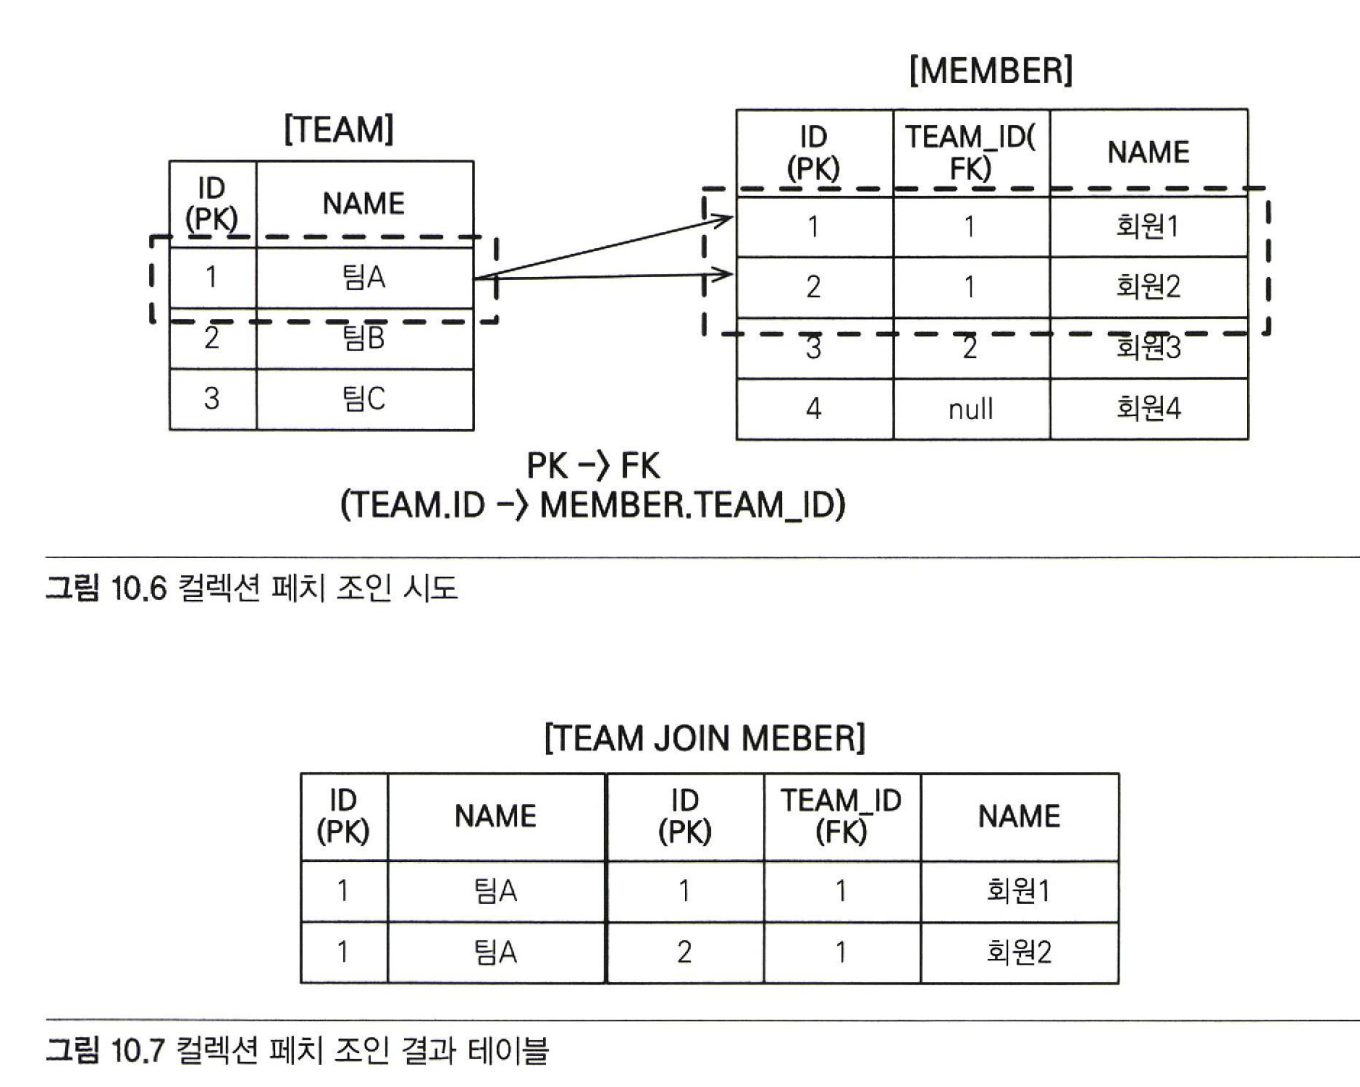 [TEAM]
ID
(PK)
NAME
1 팀A
2 팀B
3 팀C
[MEMBER]
ID
(PK)
TEAM_ID(
FK)
NAME
1 1 회원1
2 1 회원2
3 2 회원3
4 null 회원4
PK -> FK
(TEAM.ID -> MEMBER.TEAM_ID)
그림 10.6 컬렉션 페치 조인 시도
[TEAM JOIN MEBER]
ID
(PK)
NAME
ID
(PK)
TEAM_ID
(FK)
NAME
1 팀A 1 1 회원1
1 팀A 2 1 회원2
그림 10.7 컬렉션 페치 조인 결과 테이블